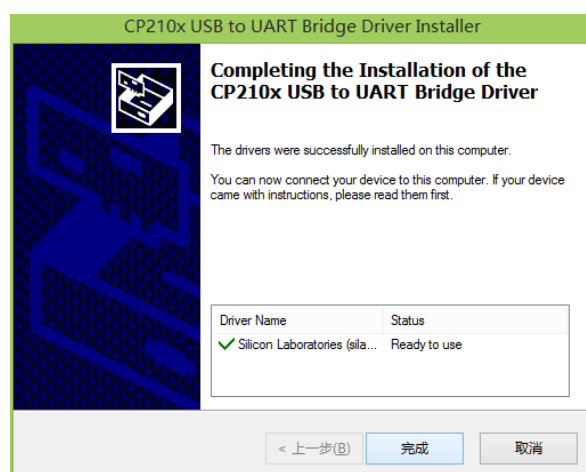 CP210x USB to UART Bridge Driver Installer
Completing the Installation of the
CP210x USB to UART Bridge Driver
The drivers were successfully installed on this computer.
You can now connect your device to this computer. If your device
came with instructions, please read them first.
Driver Name Status
Silicon Laboratories (sila... Ready to use
< 上一步(B) 完成 取消